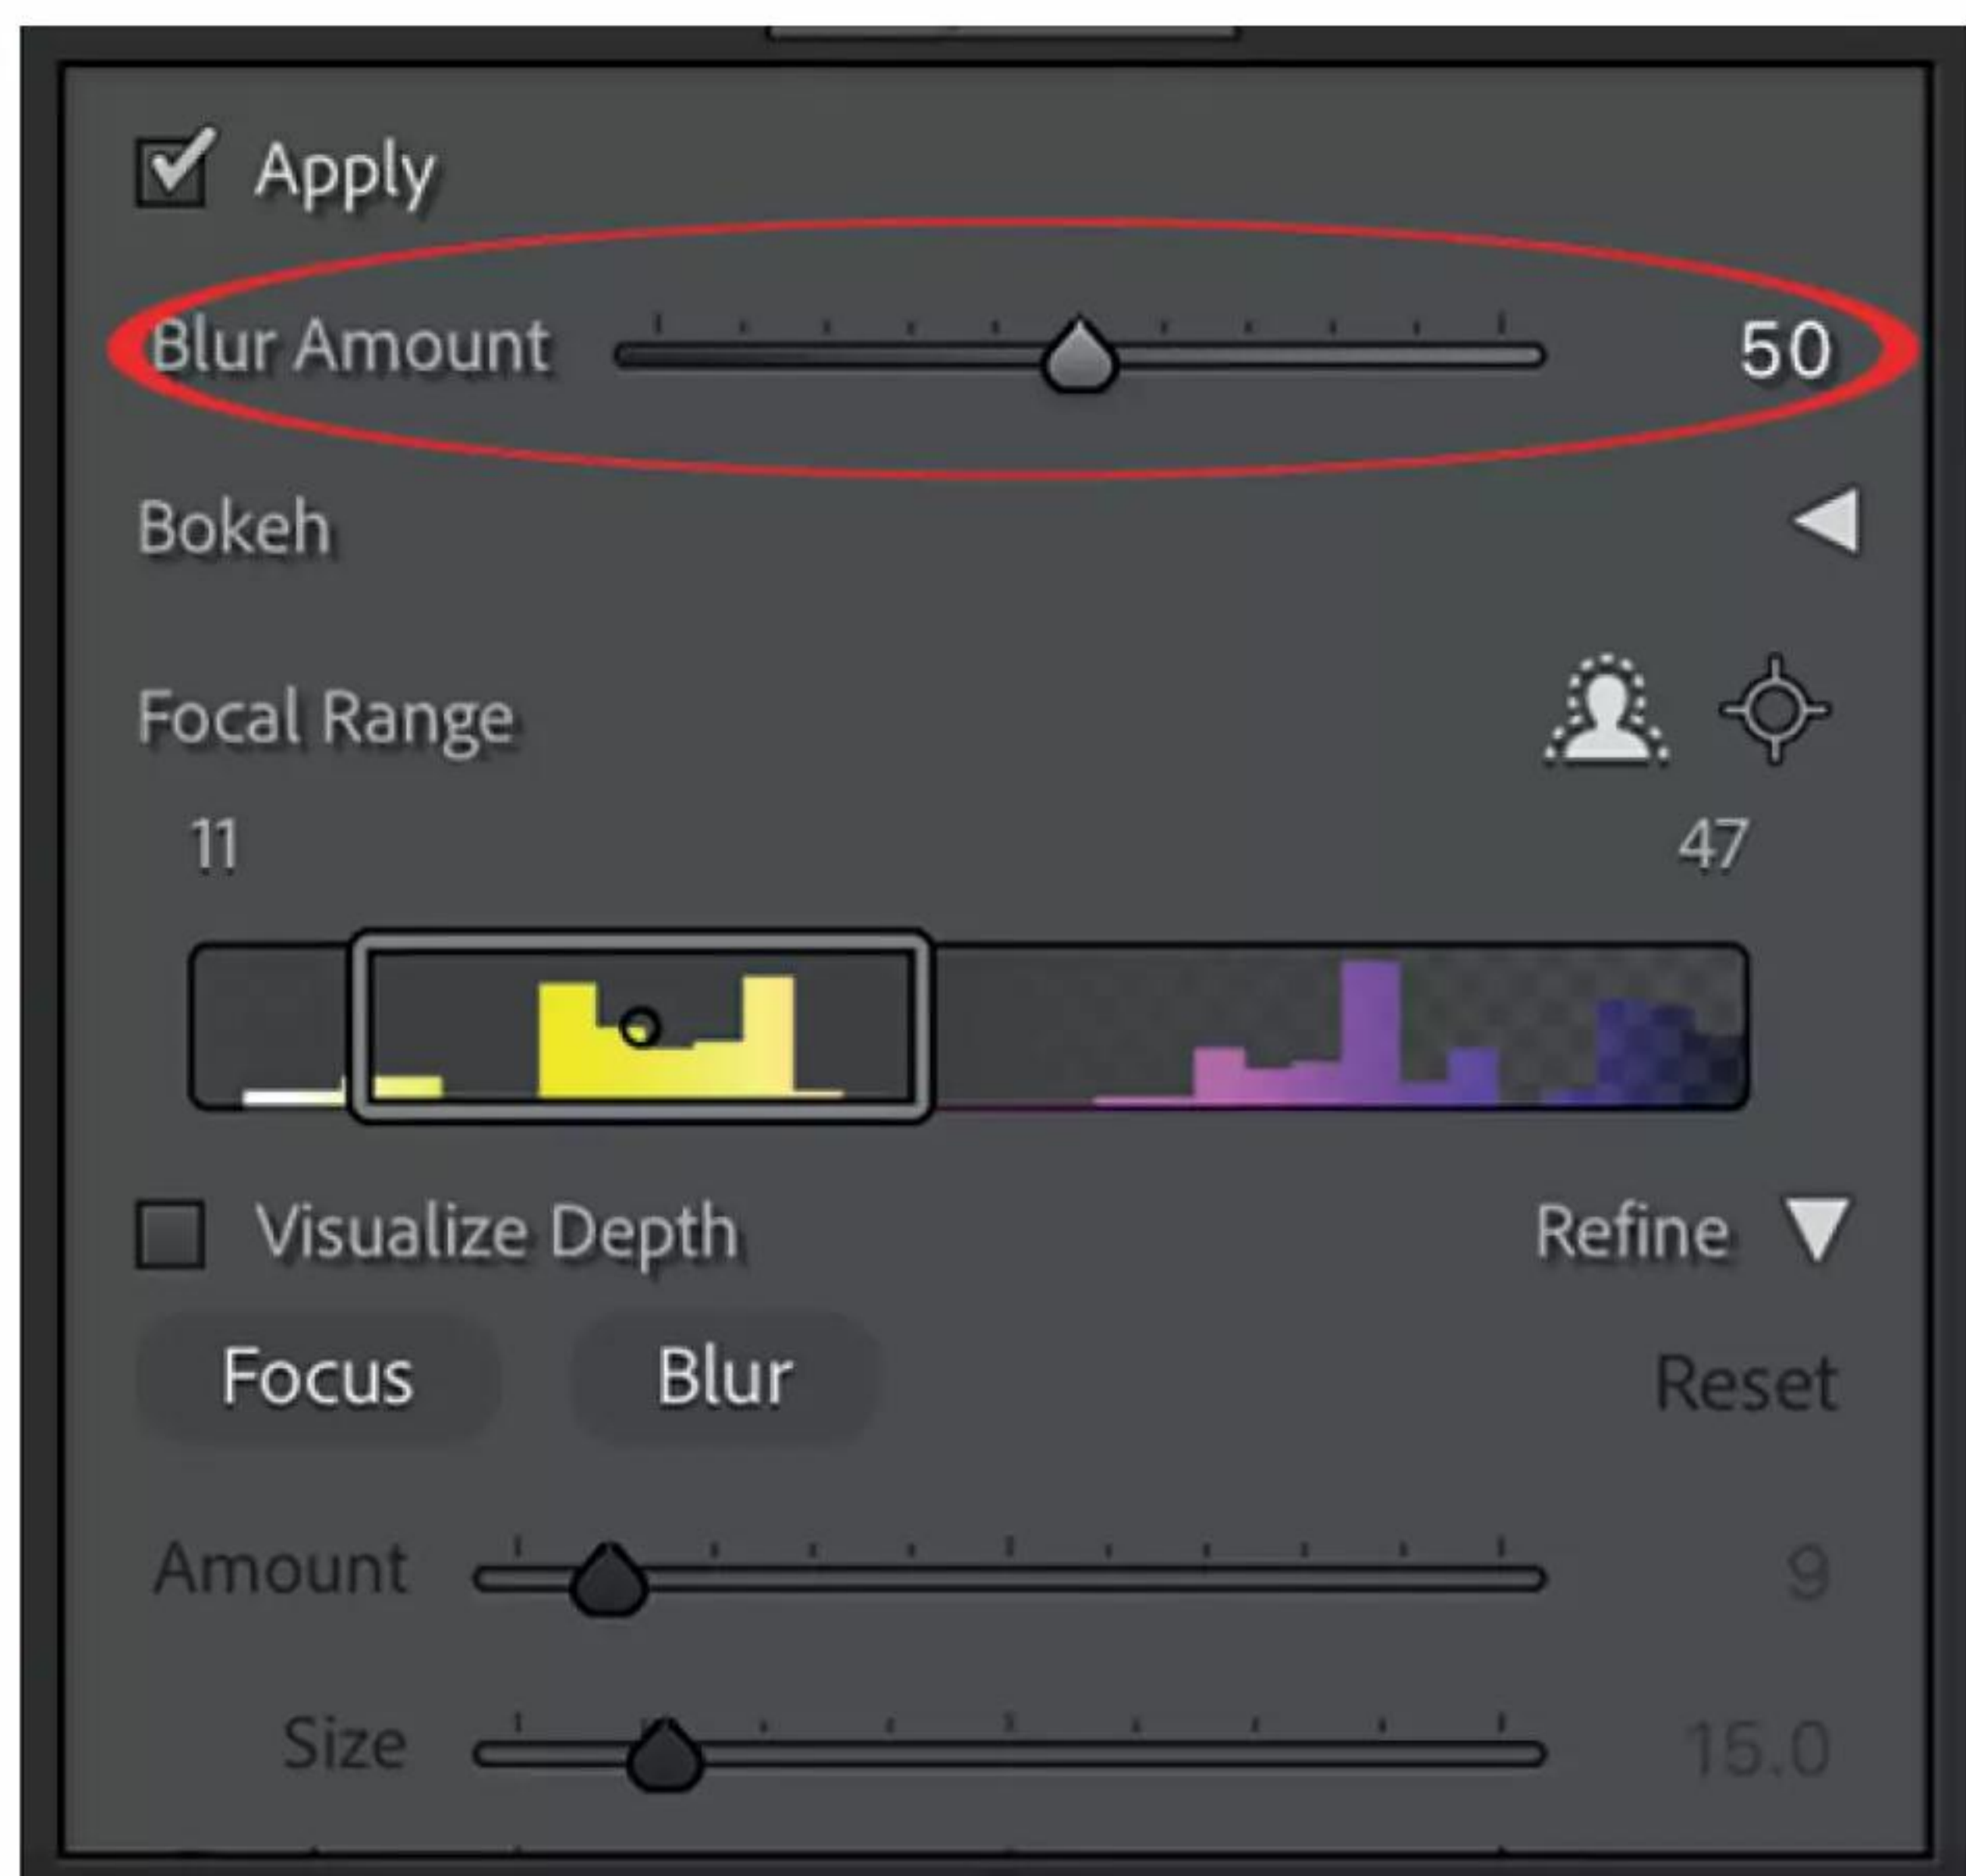 Apply
Blur Amount 50
Bokeh
Focal Range
11 47
Visualize Depth Refine
Focus Blur Reset
Amount 9
Size 15.0